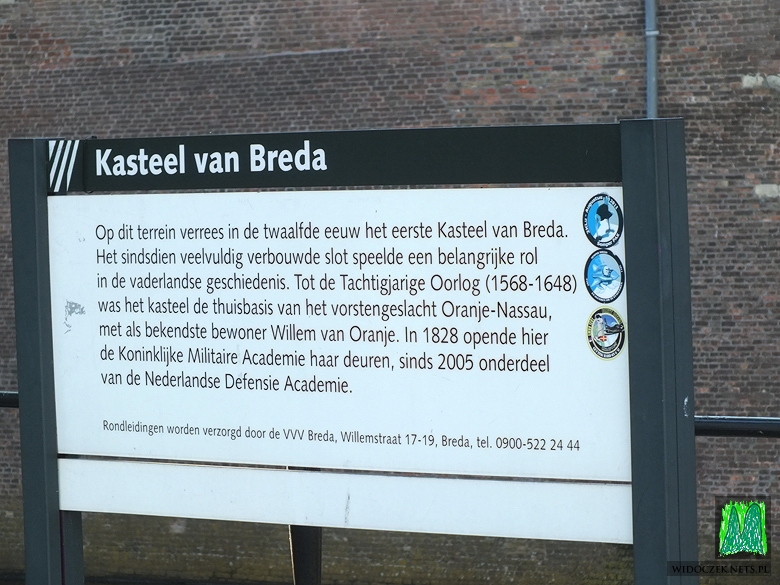 Kasteel van Breda
Op dit terrein verrees in de twaalfde eeuw het eerste Kasteel van Breda.
Het sindsdien veelvuldig verbouwde slot speelde een belangrijke rol
in de vaderlandse geschiedenis. Tot de Tachtigjarige Oorlog (1568-1648)
was het kasteel de thuisbasis van het vorstengeslacht Oranje-Nassau,
met als bekendste bewoner Willem van Oranje. In 1828 opende hier
de Koninklijke Militaire Academie haar deuren, sinds 2005 onderdeel
van de Nederlandse Defensie Academie.
Rondleidingen worden verzorgd door de VVV Breda, Willemstraat 17-19, Breda, tel. 0900-522 24 44
WIDOCZEK.NETS.PL